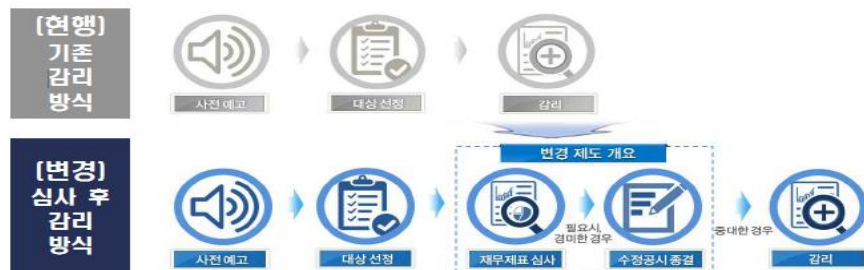 [현행]
기존
감리
방식
사전 예고
대상 선정
감리
변경 제도 개요
[변경]
심사 후
감리
방식
필요시,
경미한 경우
중대한 경우
사전 예고
대상 선정
재무제표 심사
수정공시 종결
감리